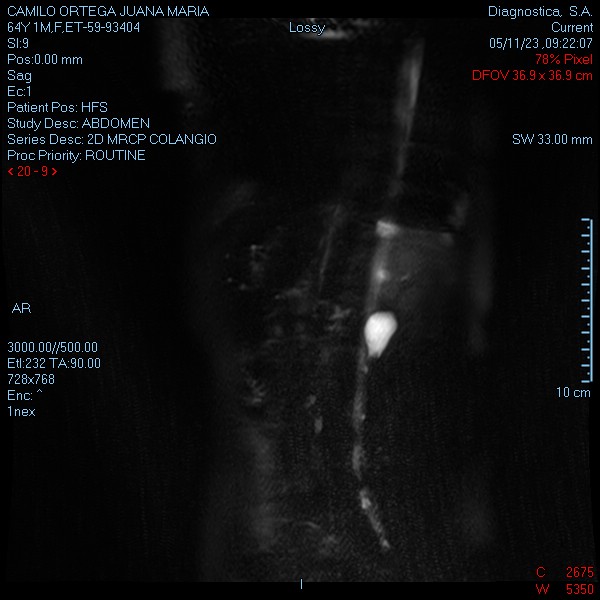 CAMILO ORTEGA JUANA MARIA
64Y 1M,F,ET-59-93404
Sl:9
Pos:0.00 mm
Sag
Ec:1
Patient Pos: HFS
Study Desc: ABDOMEN
Series Desc: 2D MRCP COLANGIO
Proc Priority: ROUTINE
< 20 - 9 >
Lossy
Diagnostica, S.A.
Current
05/11/23 ,09:22:07
78% Pixel
DFOV 36.9 x 36.9 cm
SW 33.00 mm
AR
3000.00//500.00
Etl:232 TA:90.00
728x768
Enc: ^
1nex
10 cm
C 2675
W 5350